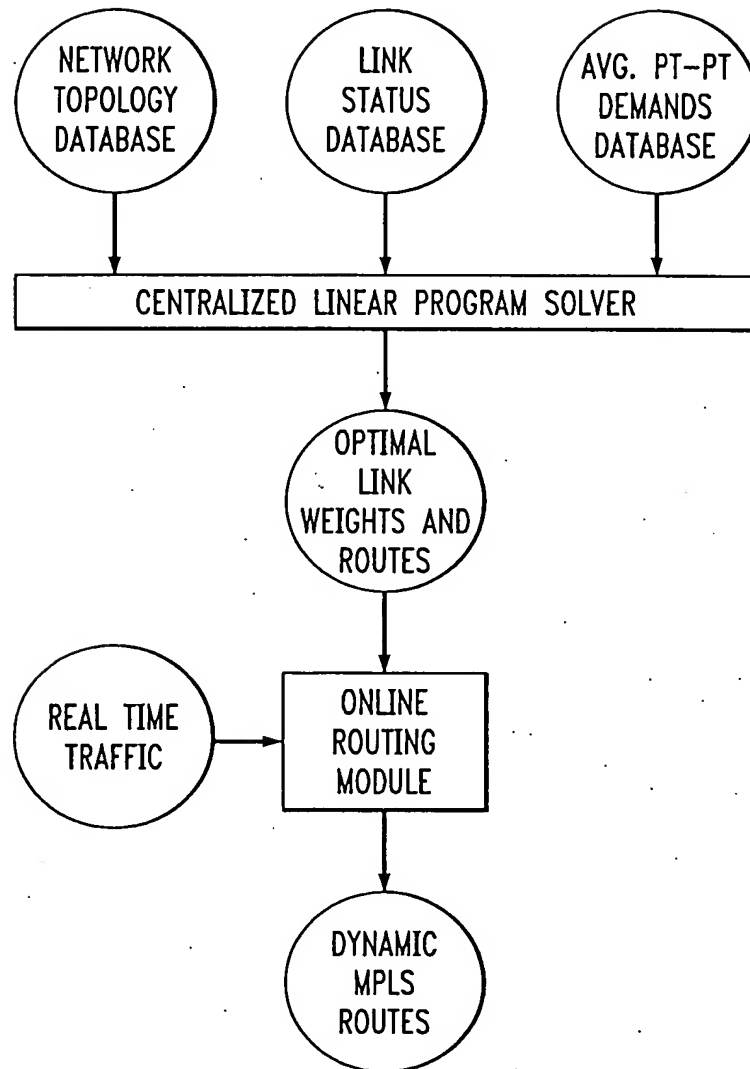 NETWORK
TOPOLOGY
DATABASE
LINK
STATUS
DATABASE
AVG. PT-PT
DEMANDS
DATABASE
CENTRALIZED LINEAR PROGRAM SOLVER
OPTIMAL
LINK
WEIGHTS AND
ROUTES
REAL TIME
TRAFFIC
ONLINE
ROUTING
MODULE
DYNAMIC
MPLS
ROUTES